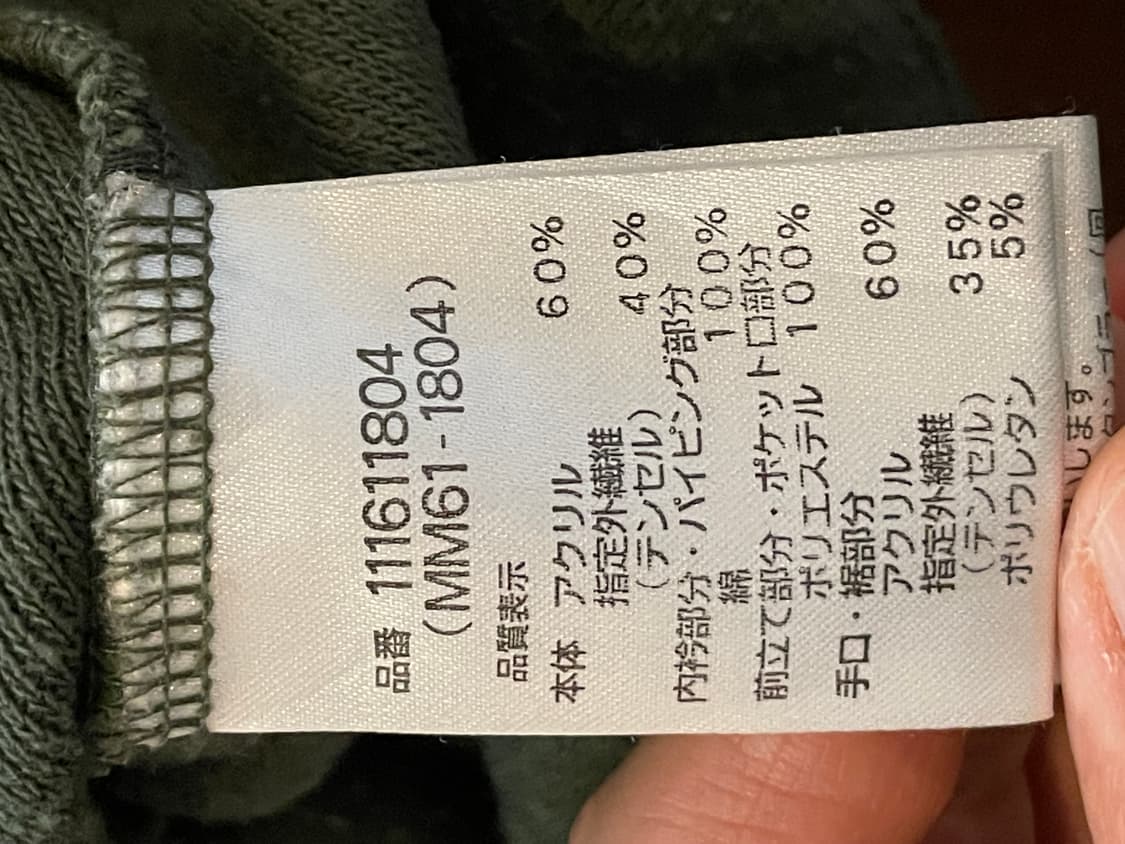 品番 11611804
(MM61-1804)
品質表示
本体 アクリル 60%
指定外繊維 40%
(テンセル)
内衿部分・パイピング部分
綿 100%
前立て部分・ポケット口部分
ポリエステル 100%
手口・裾部分
アクリル 60%
指定外繊維 35%
(テンセル)
ポリウレタン 5%
します。